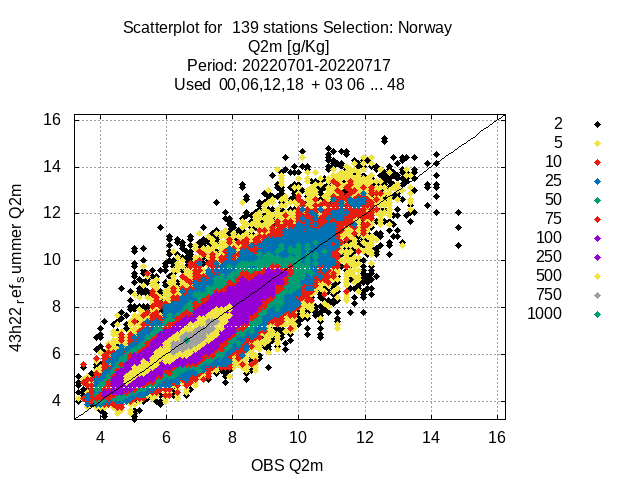 Scatterplot for  139 stations Selection: Norway
Q2m [g/Kg]
Period: 20220701-20220717
Used  00,06,12,18  + 03 06 ... 48
16
14
12
10
8
6
4
43h22_ref_summer Q2m
4 6 8 10 12 14 16
OBS Q2m
2
5
10
25
50
75
100
250
500
750
1000